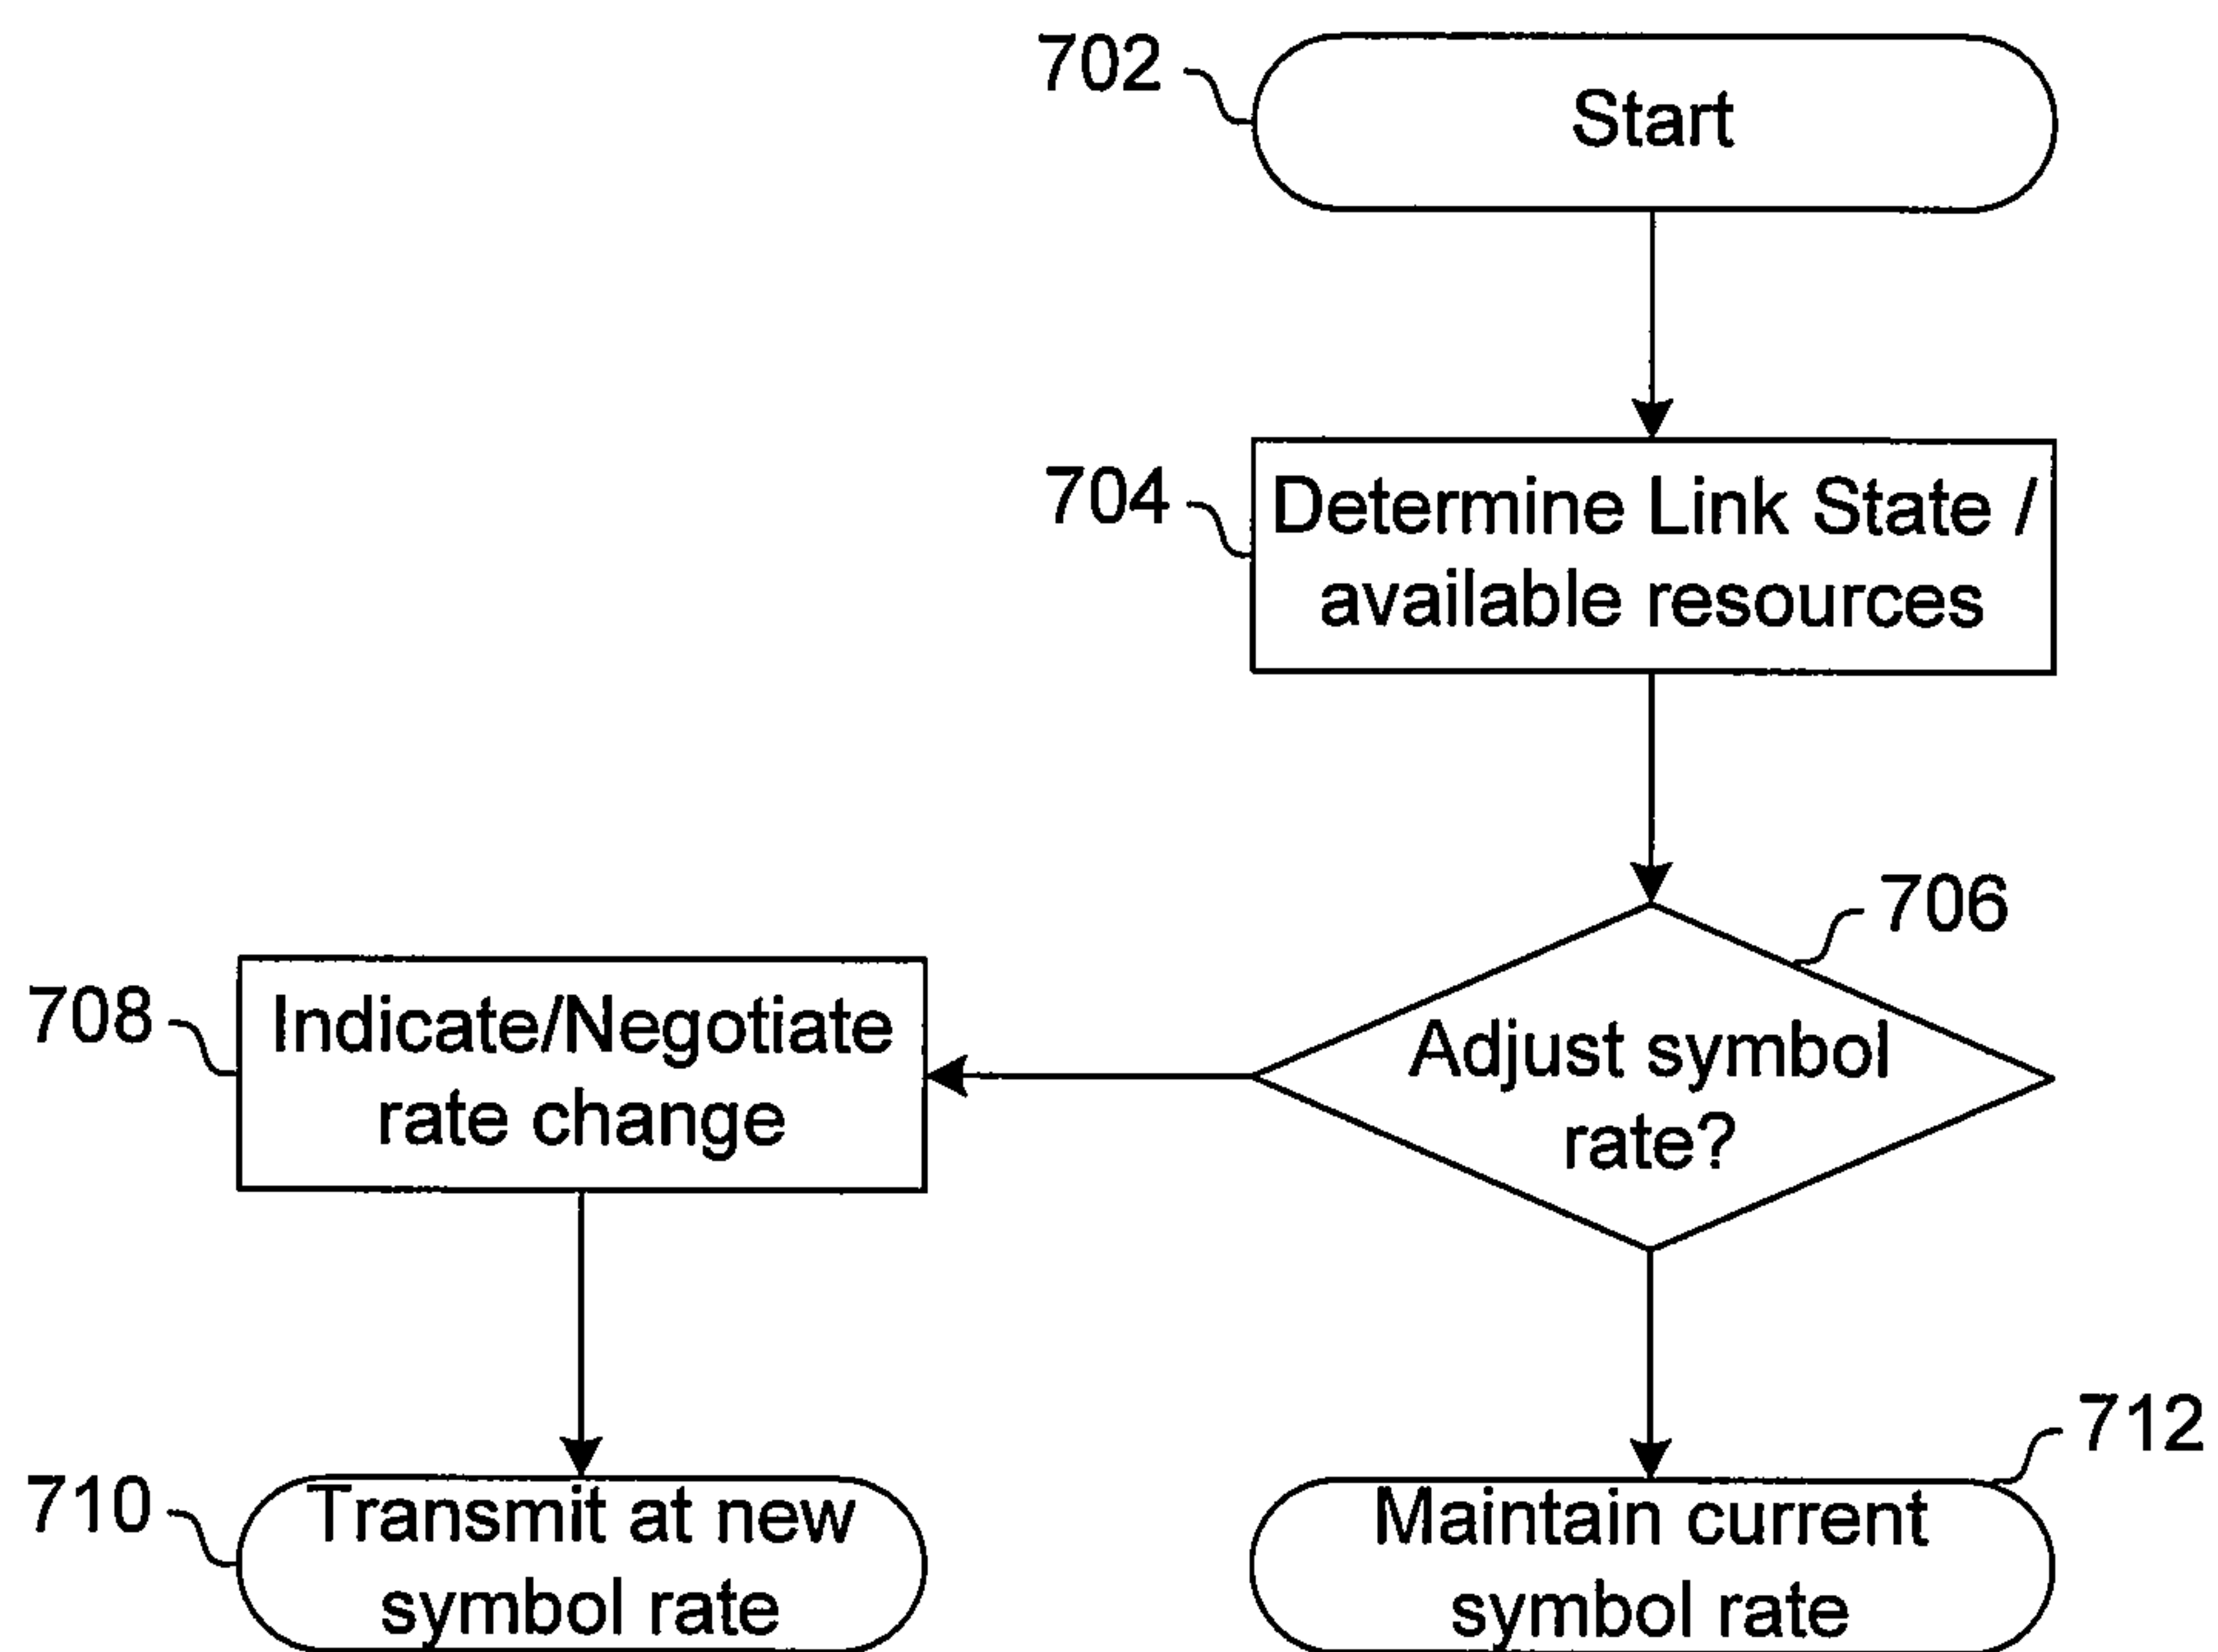 702
Start
704
Determine Link State /
available resources
706
Adjust symbol
rate?
708
Indicate/Negotiate
rate change
710
Transmit at new
symbol rate
712
Maintain current
symbol rate